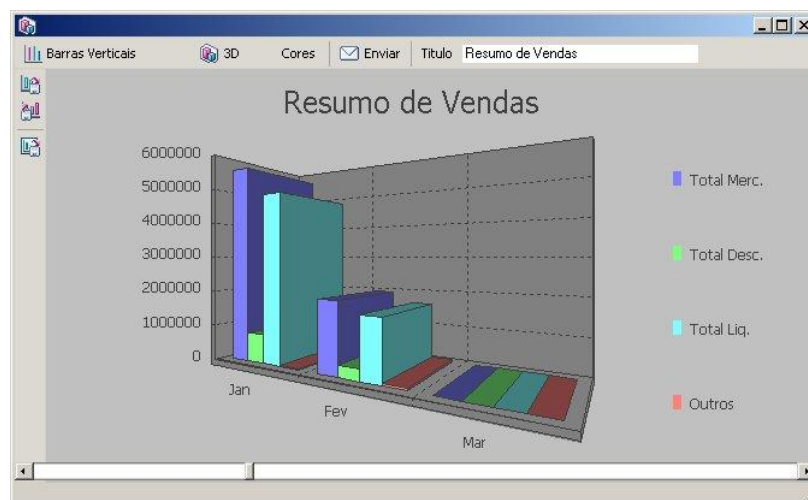 Barras Verticais 3D Cores Enviar Titulo Resumo de Vendas
Resumo de Vendas
6000000
5000000
4000000
3000000
2000000
1000000
0
Jan
Fev
Mar
Total Merc.
Total Desc.
Total Liq.
Outros